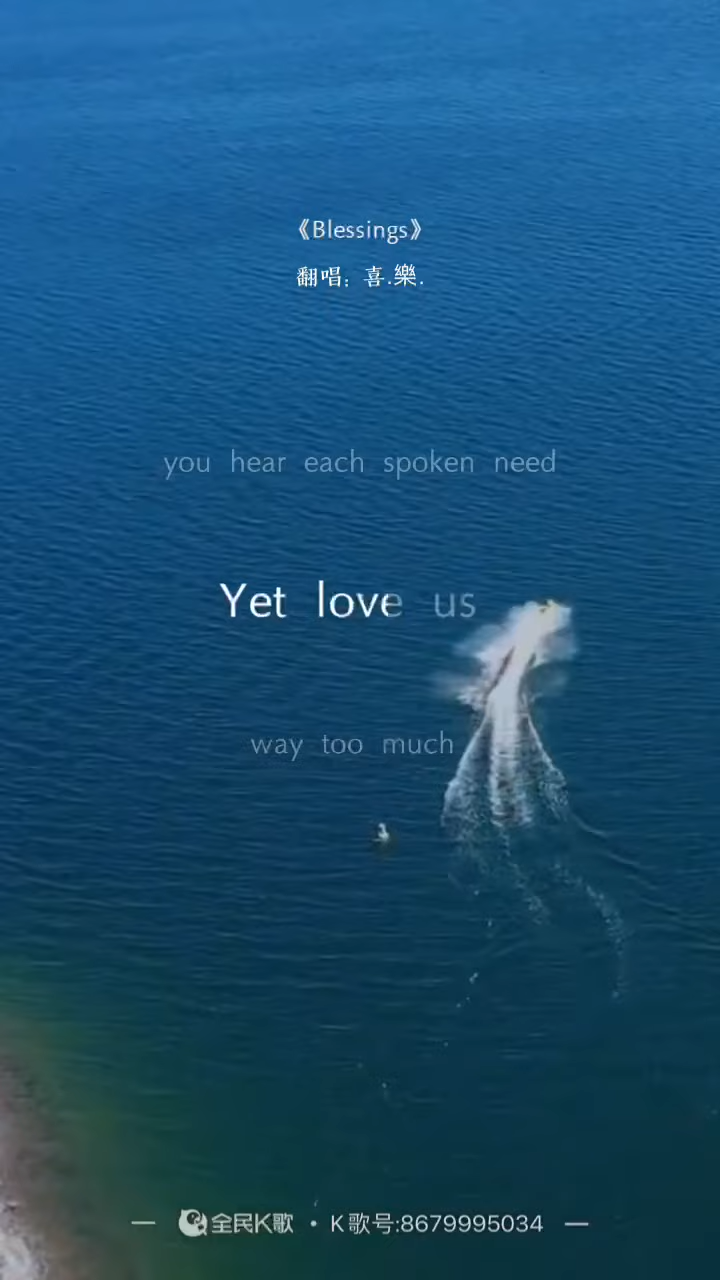 《Blessings》
翻唱：喜.樂.
you hear each spoken need
Yet love us
way too much
全民K歌 • K歌号:8679995034